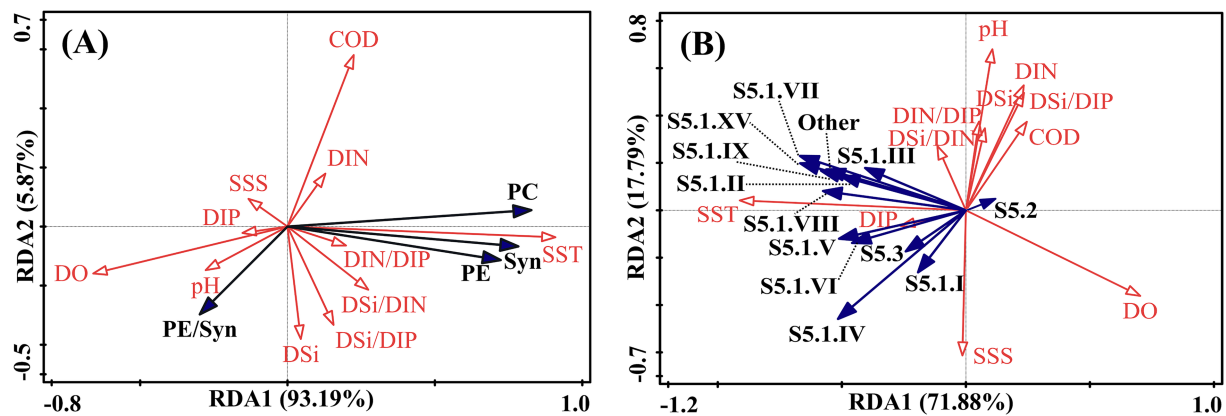 (A)
0.7
RDA2 (5.87%)
-0.5
COD
DIN
SSS
DIP
PC
DO
pH
DIN/DIP
PE
Syn
SST
DSi/DIN
PE/Syn
DSi
DSi/DIP
-0.8
RDA1 (93.19%)
1.0
(B)
0.8
RDA2 (17.79%)
-0.7
pH
DIN
S5.1.VII
DSi
DSi/DIP
S5.1.XV
Other
DIN/DIP
COD
DSi/DIN
S5.1.IX
S5.1.III
S5.1.II
SST
S5.1.VIII
DIP
S5.2
S5.1.V
S5.3
S5.1.VI
S5.1.I
DO
S5.1.IV
SSS
-1.2
RDA1 (71.88%)
1.0